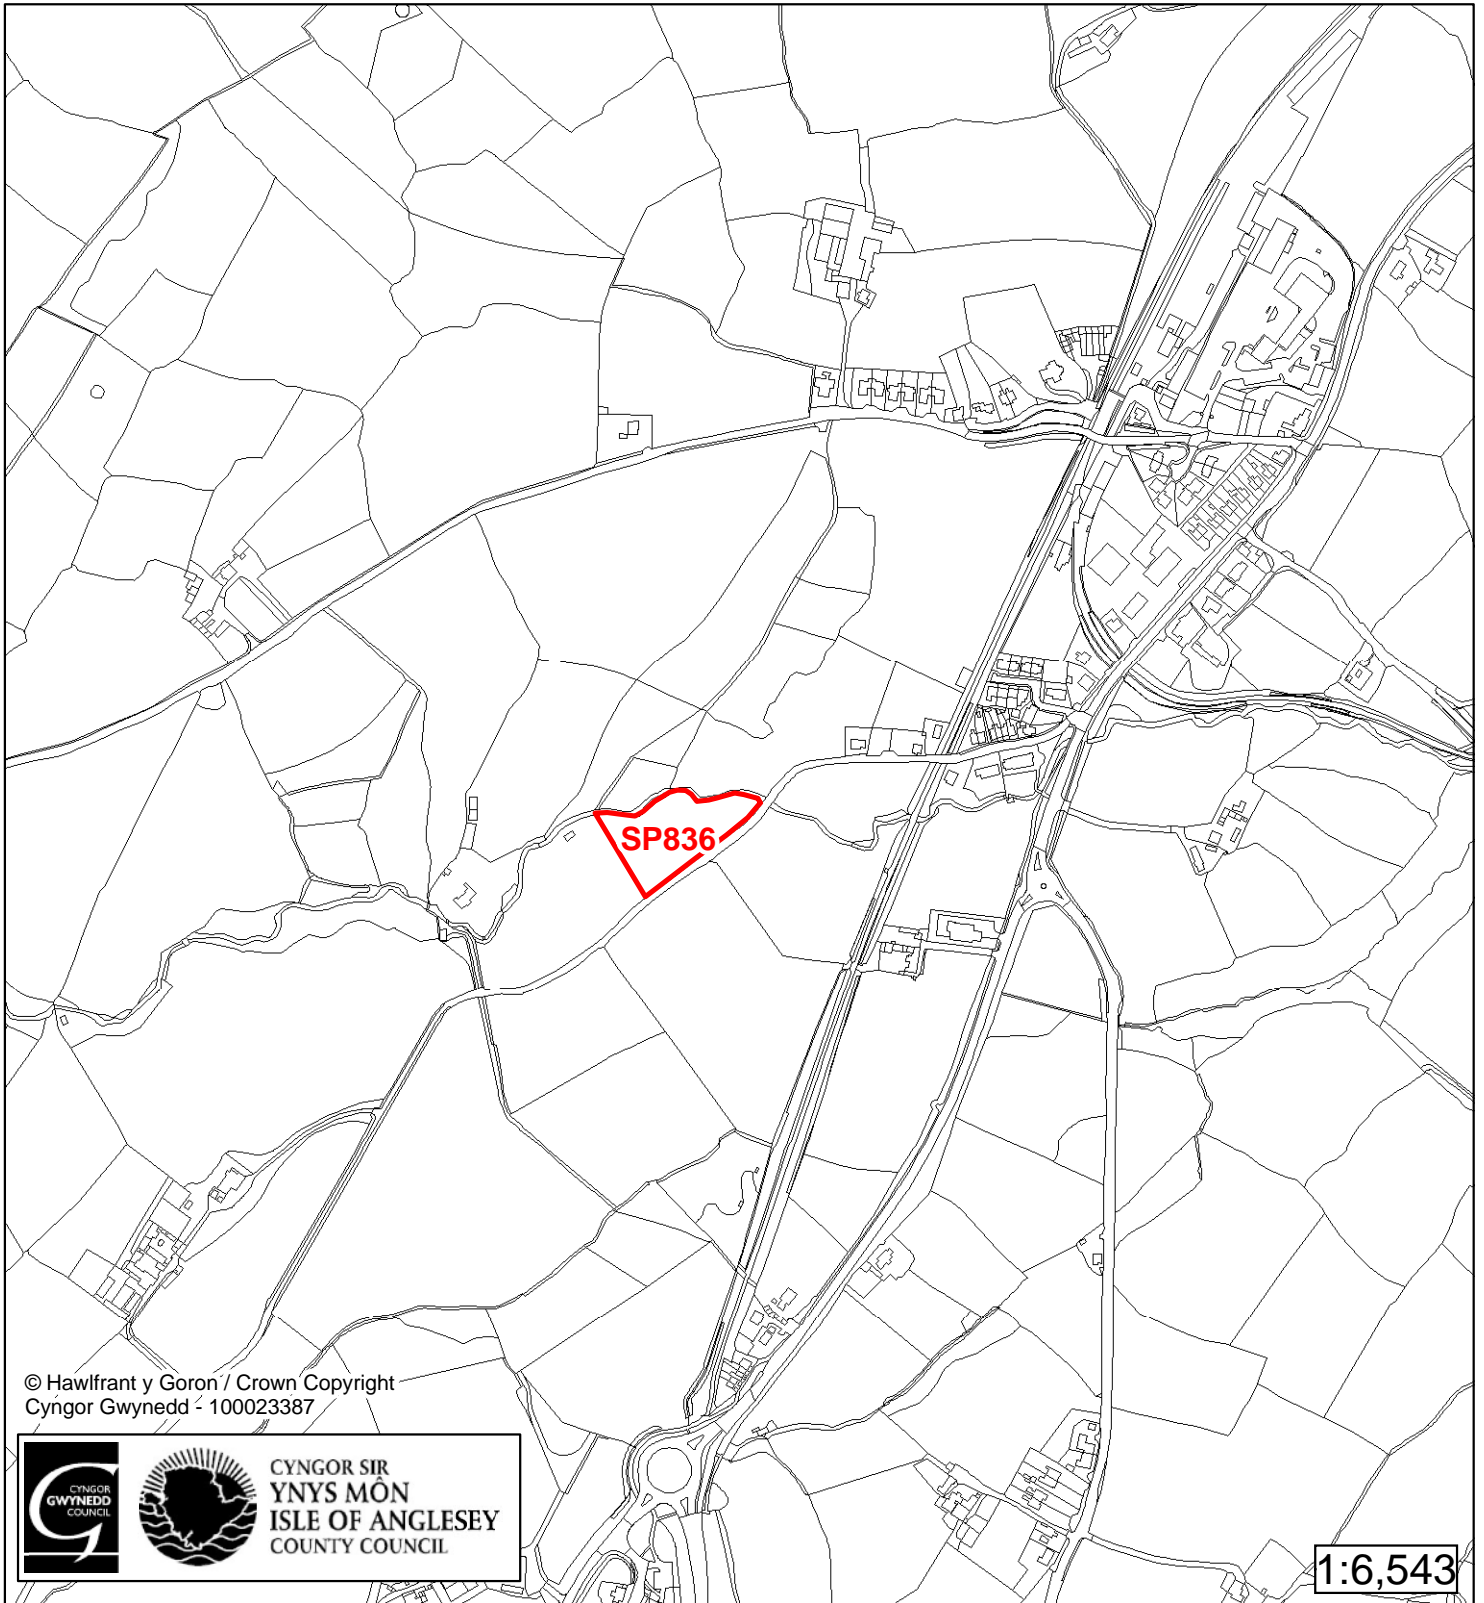 SP836
© Hawlfrant y Goron / Crown Copyright
Cyngor Gwynedd - 100023387
CYNGOR
GWYNEDD
COUNCIL
CYNGOR SIR
YNYS MÔN
ISLE OF ANGLESEY
COUNTY COUNCIL
1:6,543